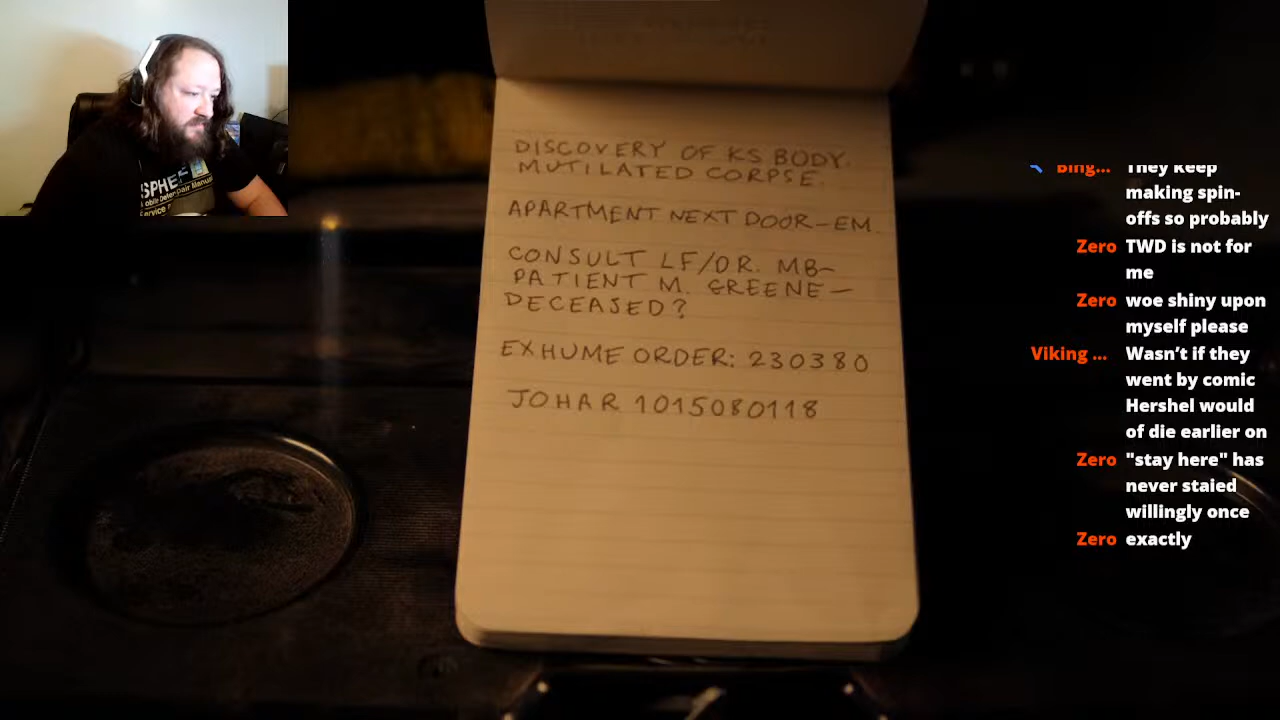 DISCOVERY OF KS BODY.
MUTILATED CORPSE.
APARTMENT NEXT DOOR-EM.
CONSULT LF/DR. MB-
PATIENT M. GREENE-
DECEASED?
EXHUME ORDER: 230380
JOHAR 1015080118
Bing... They keep
making spin-
offs so probably
Zero TWD is not for
me
Zero woe shiny upon
myself please
Viking ... Wasn't if they
went by comic
Hershel would
of die earlier on
Zero "stay here" has
never staied
willingly once
Zero exactly